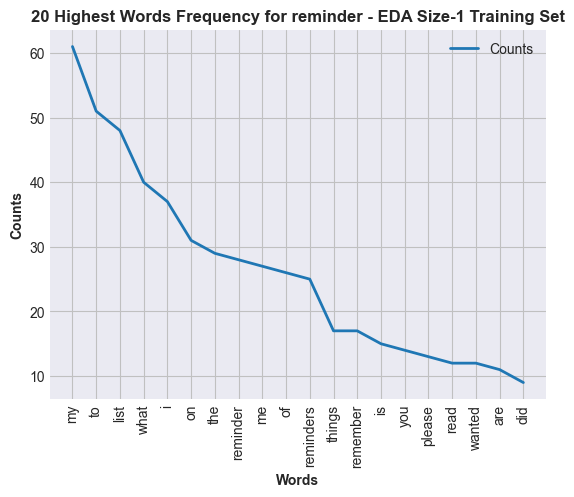 20 Highest Words Frequency for reminder - EDA Size-1 Training Set
Counts
60
50
40
30
20
10
Counts
my
to
list
what
i
on
the
reminder
me
of
reminders
things
remember
is
you
please
read
wanted
are
did
Words